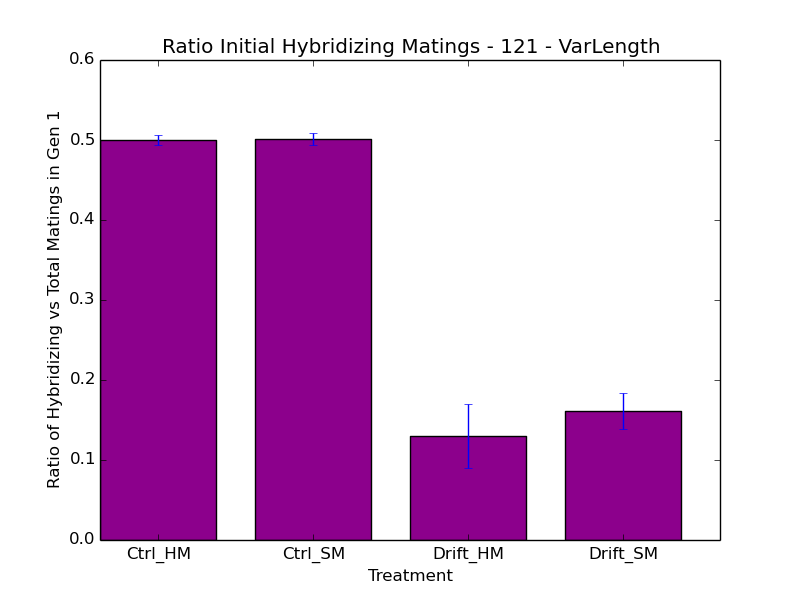 Ratio Initial Hybridizing Matings - 121 - VarLength
Ratio of Hybridizing vs Total Matings in Gen 1
0.6
0.5
0.4
0.3
0.2
0.1
0.0
Ctrl_HM
Ctrl_SM
Drift_HM
Drift_SM
Treatment